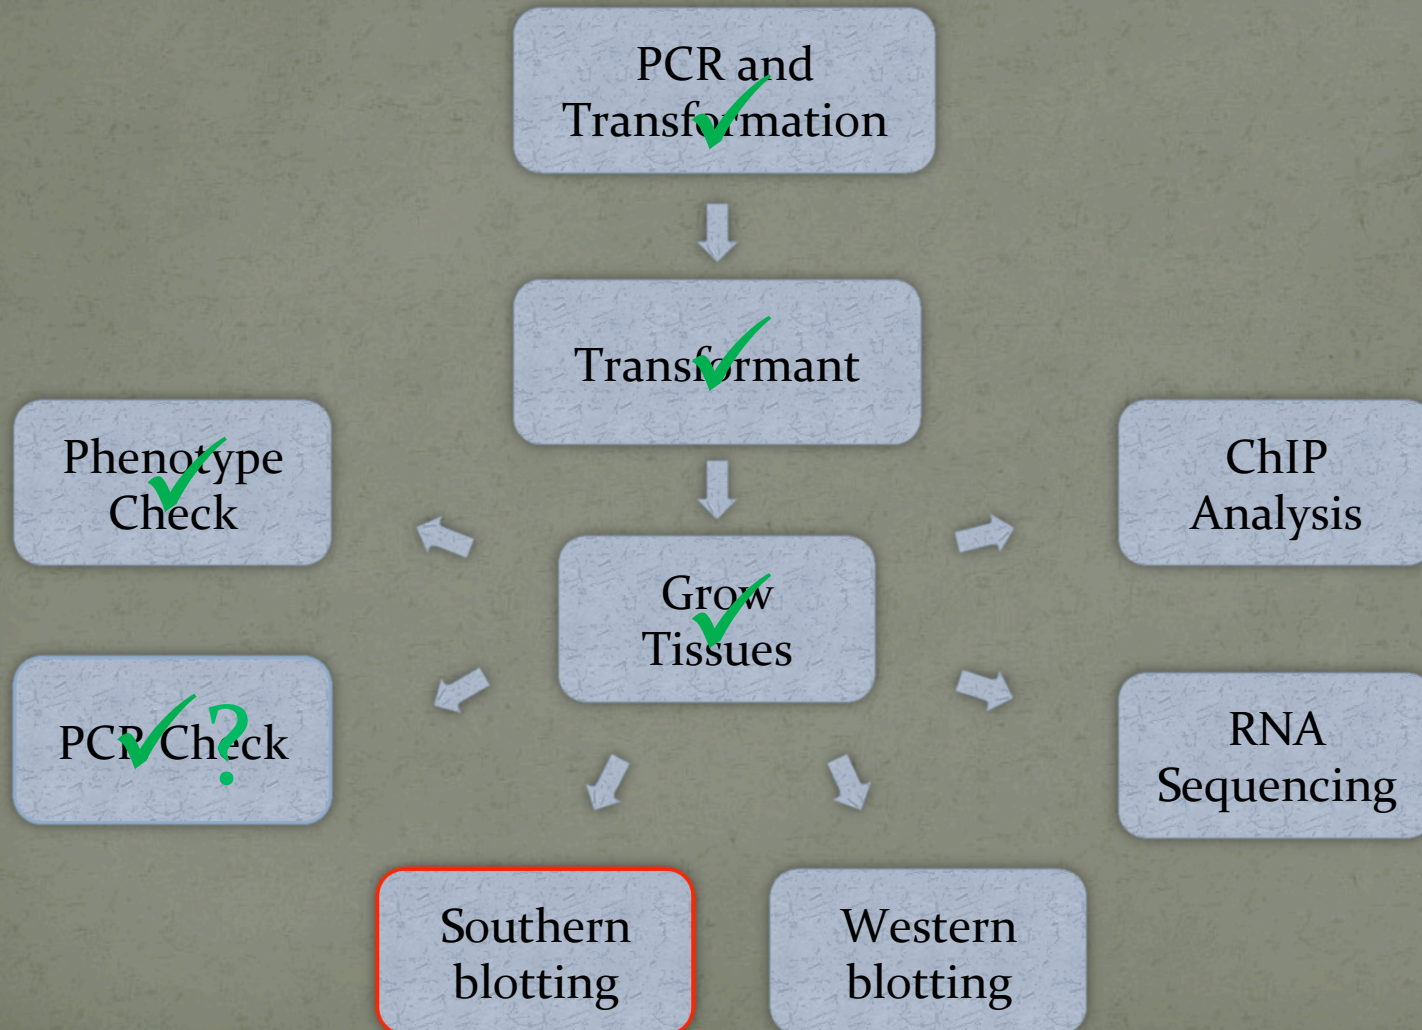 PCR and
Transformation
Transformant
Phenotype
Check
ChIP
Analysis
Grow
Tissues
PCR Check
?
RNA
Sequencing
Southern
blotting
Western
blotting